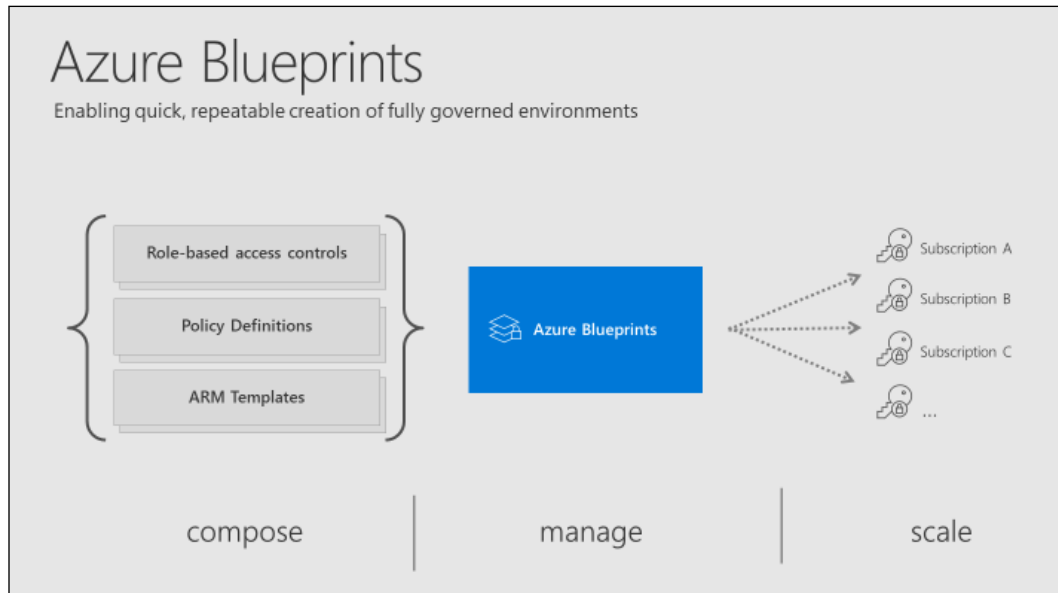 Azure Blueprints
Enabling quick, repeatable creation of fully governed environments
Role-based access controls
Policy Definitions
ARM Templates
Azure Blueprints
Subscription A
Subscription B
Subscription C
...
compose
manage
scale